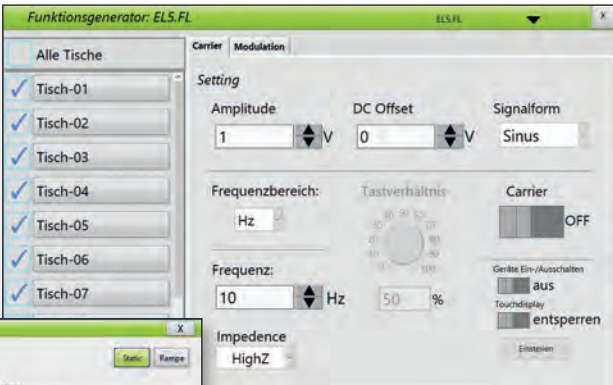 Funktionsgenerator: EL5.FL
EL5.FL
X
Alle Tische
Tisch-01
Tisch-02
Tisch-03
Tisch-04
Tisch-05
Tisch-06
Tisch-07
Carrier Modulation
Setting
Amplitude DC Offset Signalform
1 V 0 V Sinus
Frequenzbereich: Tastverhältnis Carrier
Hz OFF
Frequenz:
10 Hz 50 %
Geräte Ein-/Ausschalten
aus
Touchdisplay
entsperren
Impedence
HighZ
Einstellen
X
Static Rampe